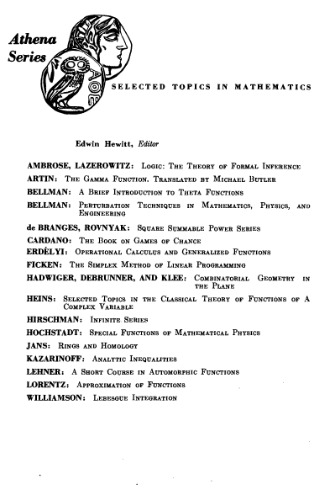 Athena
Series
SELECTED TOPICS IN MATHEMATICS
Edwin Hewitt, Editor
AMBROSE, LAZEROWITZ: LOGIC: THE THEORY OF FORMAL INFERENCE
ARTIN: THE GAMMA FUNCTION. TRANSLATED BY MICHAEL BUTLER
BELLMAN: A BRIEF INTRODUCTION TO THETA FUNCTIONS
BELLMAN: PERTURBATION TECHNIQUES IN MATHEMATICS, PHYSICS, AND
ENGINEERING
de BRANGES, ROVNYAK: SQUARE SUMMABLE POWER SERIES
CARDANO: THE BOOK ON GAMES OF CHANCE
ERDÉLYI: OPERATIONAL CALCULUS AND GENERALIZED FUNCTIONS
FICKEN: THE SIMPLEX METHOD OF LINEAR PROGRAMMING
HADWIGER, DEBRUNNER, AND KLEE: COMBINATORIAL GEOMETRY IN
THE PLANE
HEINS: SELECTED TOPICS IN THE CLASSICAL THEORY OF FUNCTIONS OF A
COMPLEX VARIABLE
HIRSCHMAN: INFINITE SERIES
HOCHSTADT: SPECIAL FUNCTIONS OF MATHEMATICAL PHYSICS
JANS: RINGS AND HOMOLOGY
KAZARINOFF: ANALYTIC INEQUALITIES
LEHNER: A SHORT COURSE IN AUTOMORPHIC FUNCTIONS
LORENTZ: APPROXIMATION OF FUNCTIONS
WILLIAMSON: LEBESGUE INTEGRATION